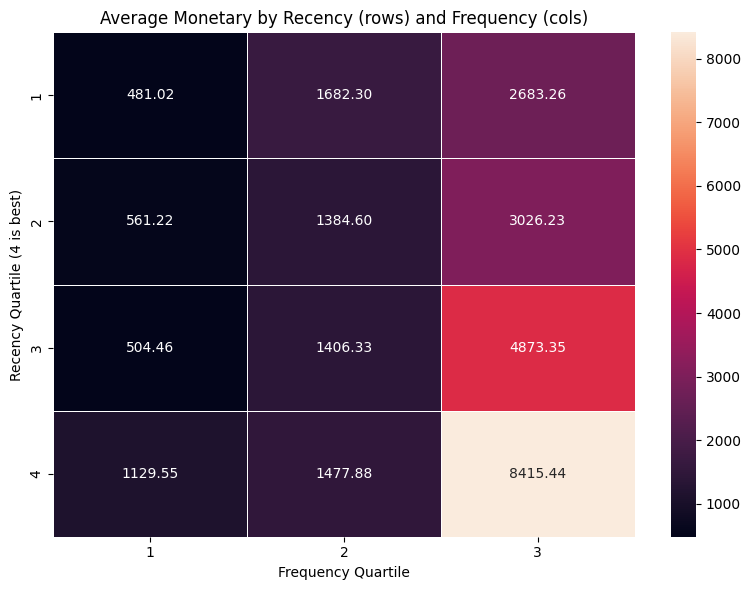 Average Monetary by Recency (rows) and Frequency (cols)
Recency Quartile (4 is best)
1
481.02 1682.30 2683.26
2
561.22 1384.60 3026.23
3
504.46 1406.33 4873.35
4
1129.55 1477.88 8415.44
1 2 3
Frequency Quartile
8000
7000
6000
5000
4000
3000
2000
1000